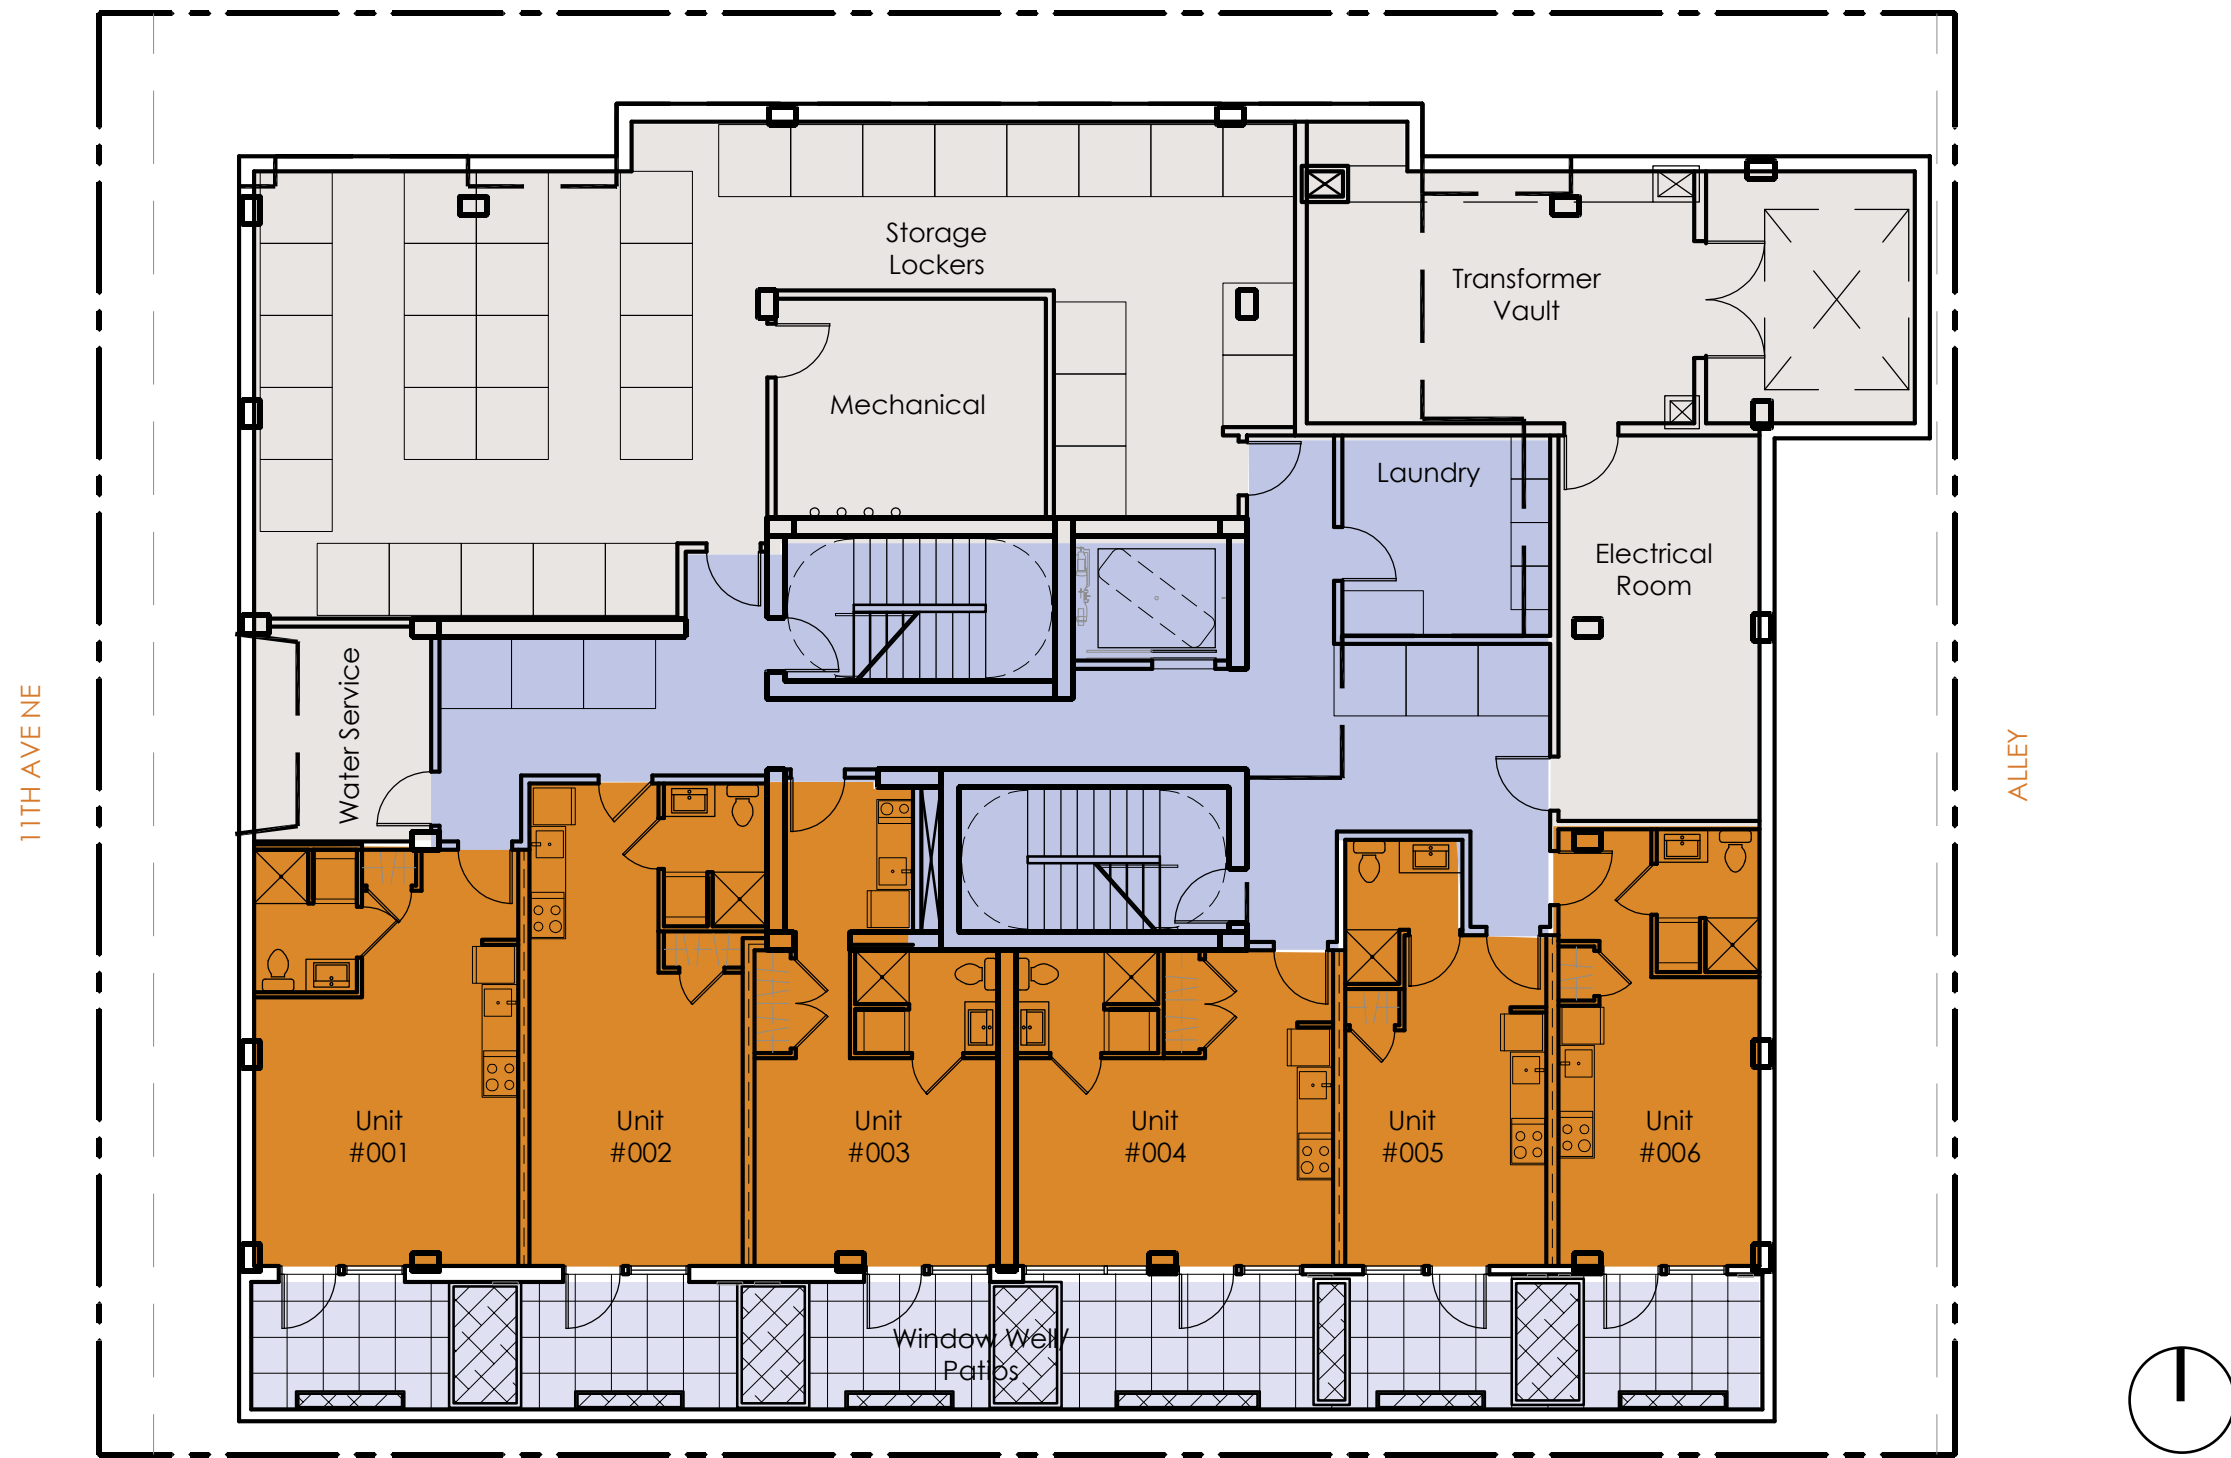 Storage
Lockers
Transformer
Vault
Mechanical
Laundry
Electrical
Room
Water Service
11TH AVE NE
ALLEY
Unit
#001
Unit
#002
Unit
#003
Unit
#004
Unit
#005
Unit
#006
Window Well/
Patios